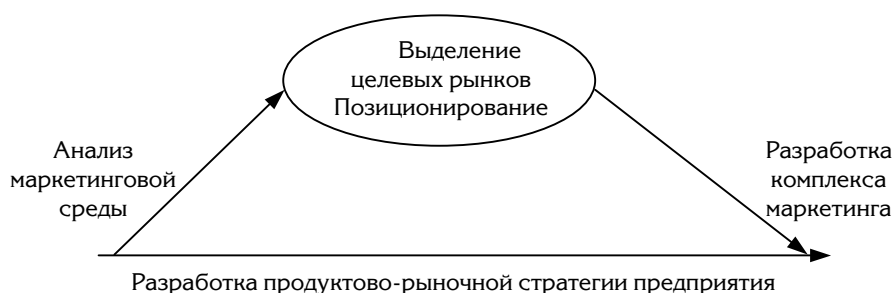 Выделение
целевых рынков
Позиционирование
Анализ
маркетинговой
среды
Разработка
комплекса
маркетинга
Разработка продуктово-рыночной стратегии предприятия